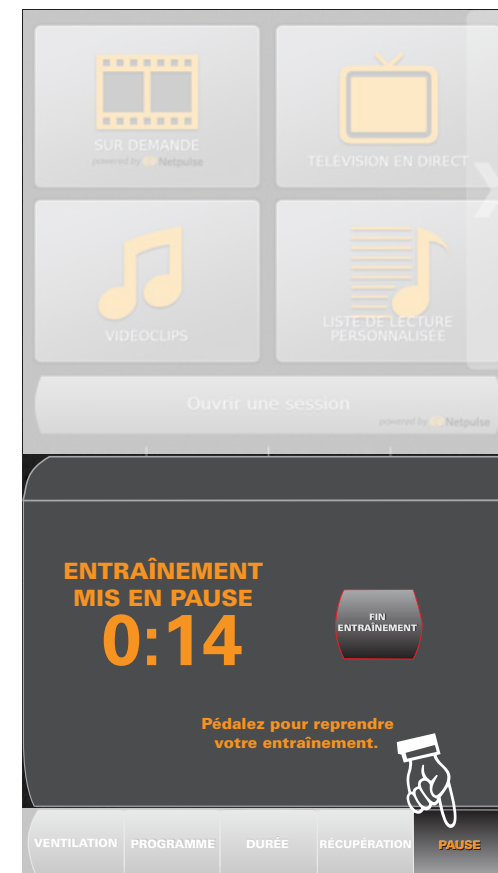 SUR DEMANDE
powered by Netpulse
TELEVISION EN DIRECT
VIDEOCLIPS
LISTE DE LECTURE
PERSONNALISÉE
Ouvrir une session
powered by Netpulse
ENTRAÎNEMENT
MIS EN PAUSE
0:14
FIN
ENTRAÎNEMENT
Pédalez pour reprendre
votre entraînement.
VENTILATION PROGRAMME DURÉE RÉCUPÉRATION PAUSE